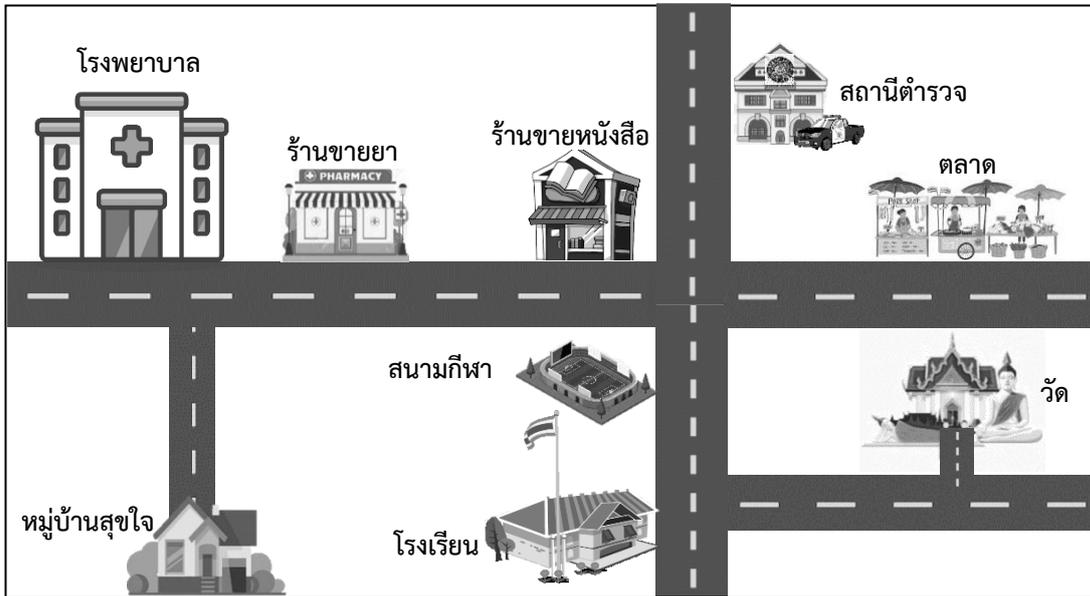 โรงพยาบาล
สถานีตำรวจ
ร้านขายยา
ร้านขายหนังสือ
ตลาด
PHARMACY
สนามกีฬา
วัด
หมู่บ้านสุขใจ
โรงเรียน